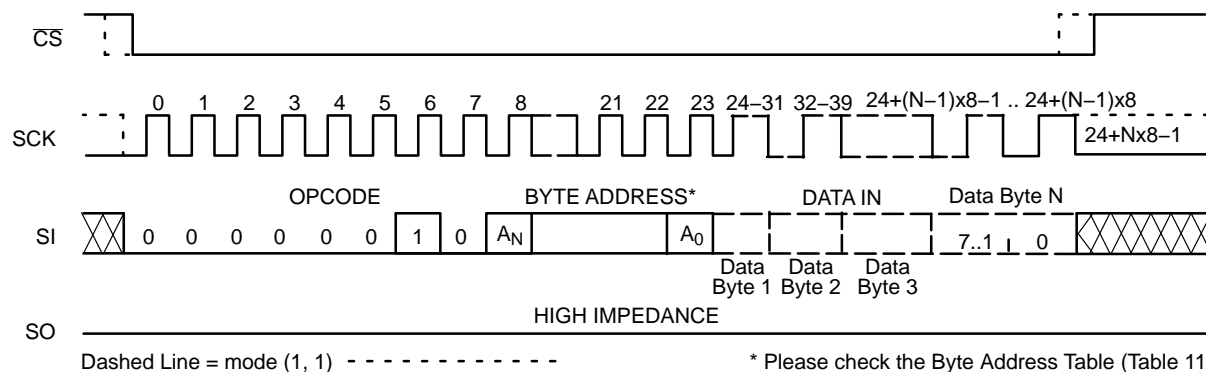 CS
0 1 2 3 4 5 6 7 8 21 22 23 24–31 32–39 24+(N–1)x8–1 .. 24+(N–1)x8
SCK
24+Nx8–1
OPCODE BYTE ADDRESS* DATA IN Data Byte N
SI
0 0 0 0 0 0 1 0 AN A0 7..1 0
Data Byte 1
Data Byte 2
Data Byte 3
SO
HIGH IMPEDANCE
Dashed Line = mode (1, 1)
* Please check the Byte Address Table (Table 11